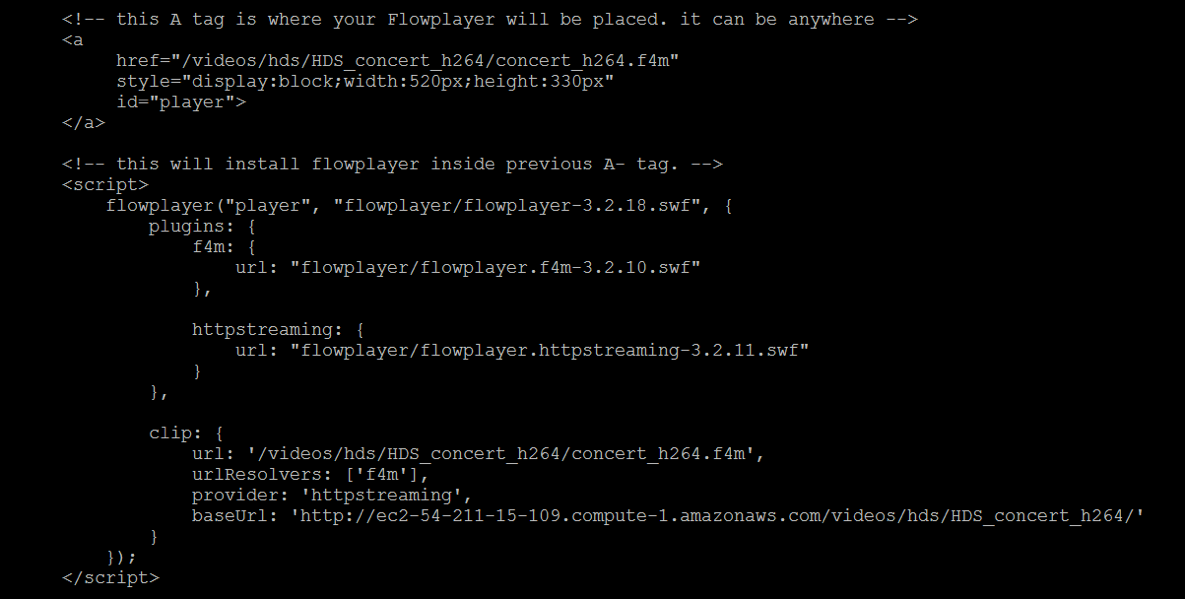 <!-- this A tag is where your Flowplayer will be placed. it can be anywhere -->
<a
href="/videos/hds/HDS_concert_h264/concert_h264.f4m"
style="display:block;width:520px;height:330px"
id="player">
</a>
<!-- this will install flowplayer inside previous A- tag. -->
<script>
flowplayer("player", "flowplayer/flowplayer-3.2.18.swf", {
plugins: {
f4m: {
url: "flowplayer/flowplayer.f4m-3.2.10.swf"
},
httpstreaming: {
url: "flowplayer/flowplayer.httpstreaming-3.2.11.swf"
}
},
clip: {
url: '/videos/hds/HDS_concert_h264/concert_h264.f4m',
urlResolvers: ['f4m'],
provider: 'httpstreaming',
baseUrl: 'http://ec2-54-211-15-109.compute-1.amazonaws.com/videos/hds/HDS_concert_h264/'
}
});
</script>